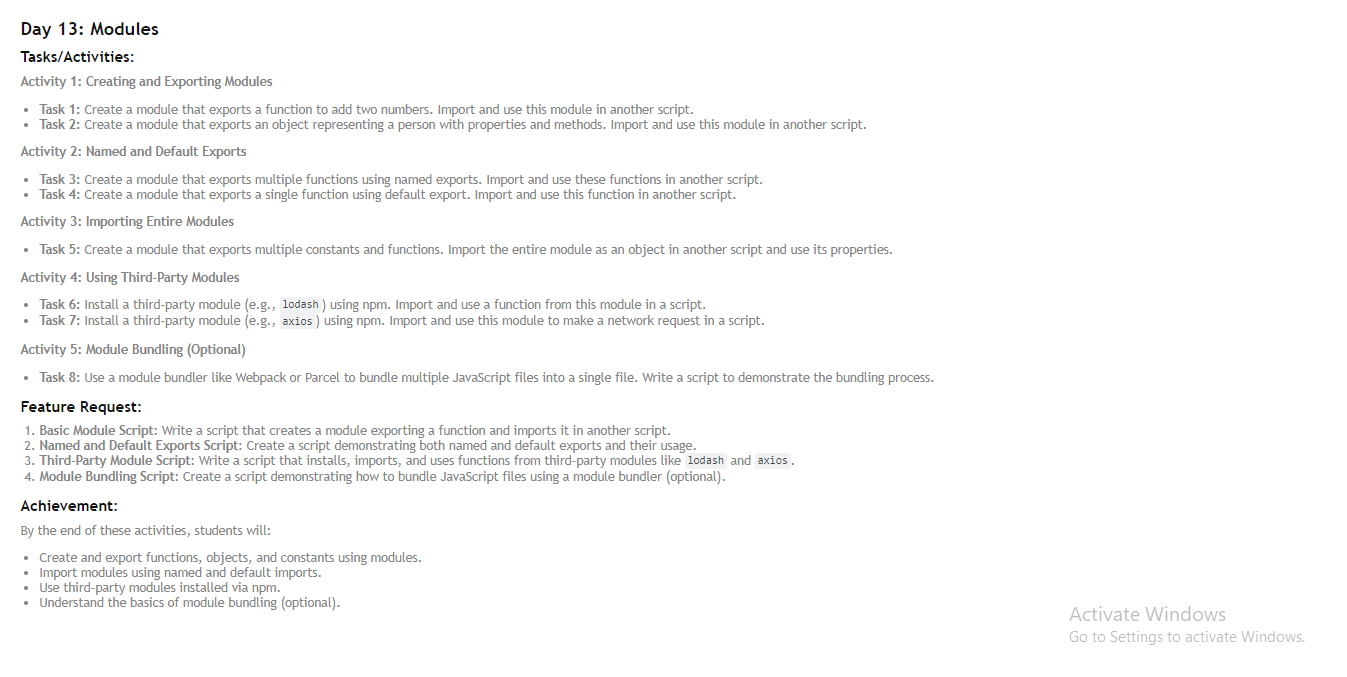 Day 13: Modules
Tasks/Activities:
Activity 1: Creating and Exporting Modules
• Task 1: Create a module that exports a function to add two numbers. Import and use this module in another script.
• Task 2: Create a module that exports an object representing a person with properties and methods. Import and use this module in another script.
Activity 2: Named and Default Exports
• Task 3: Create a module that exports multiple functions using named exports. Import and use these functions in another script.
• Task 4: Create a module that exports a single function using default export. Import and use this function in another script.
Activity 3: Importing Entire Modules
• Task 5: Create a module that exports multiple constants and functions. Import the entire module as an object in another script and use its properties.
Activity 4: Using Third-Party Modules
• Task 6: Install a third-party module (e.g., lodash) using npm. Import and use a function from this module in a script.
• Task 7: Install a third-party module (e.g., axios) using npm. Import and use this module to make a network request in a script.
Activity 5: Module Bundling (Optional)
• Task 8: Use a module bundler like Webpack or Parcel to bundle multiple JavaScript files into a single file. Write a script to demonstrate the bundling process.
Feature Request:
1. Basic Module Script: Write a script that creates a module exporting a function and imports it in another script.
2. Named and Default Exports Script: Create a script demonstrating both named and default exports and their usage.
3. Third-Party Module Script: Write a script that installs, imports, and uses functions from third-party modules like lodash and axios.
4. Module Bundling Script: Create a script demonstrating how to bundle JavaScript files using a module bundler (optional).
Achievement:
By the end of these activities, students will:
• Create and export functions, objects, and constants using modules.
• Import modules using named and default imports.
• Use third-party modules installed via npm.
• Understand the basics of module bundling (optional).
Activate Windows
Go to Settings to activate Windows.